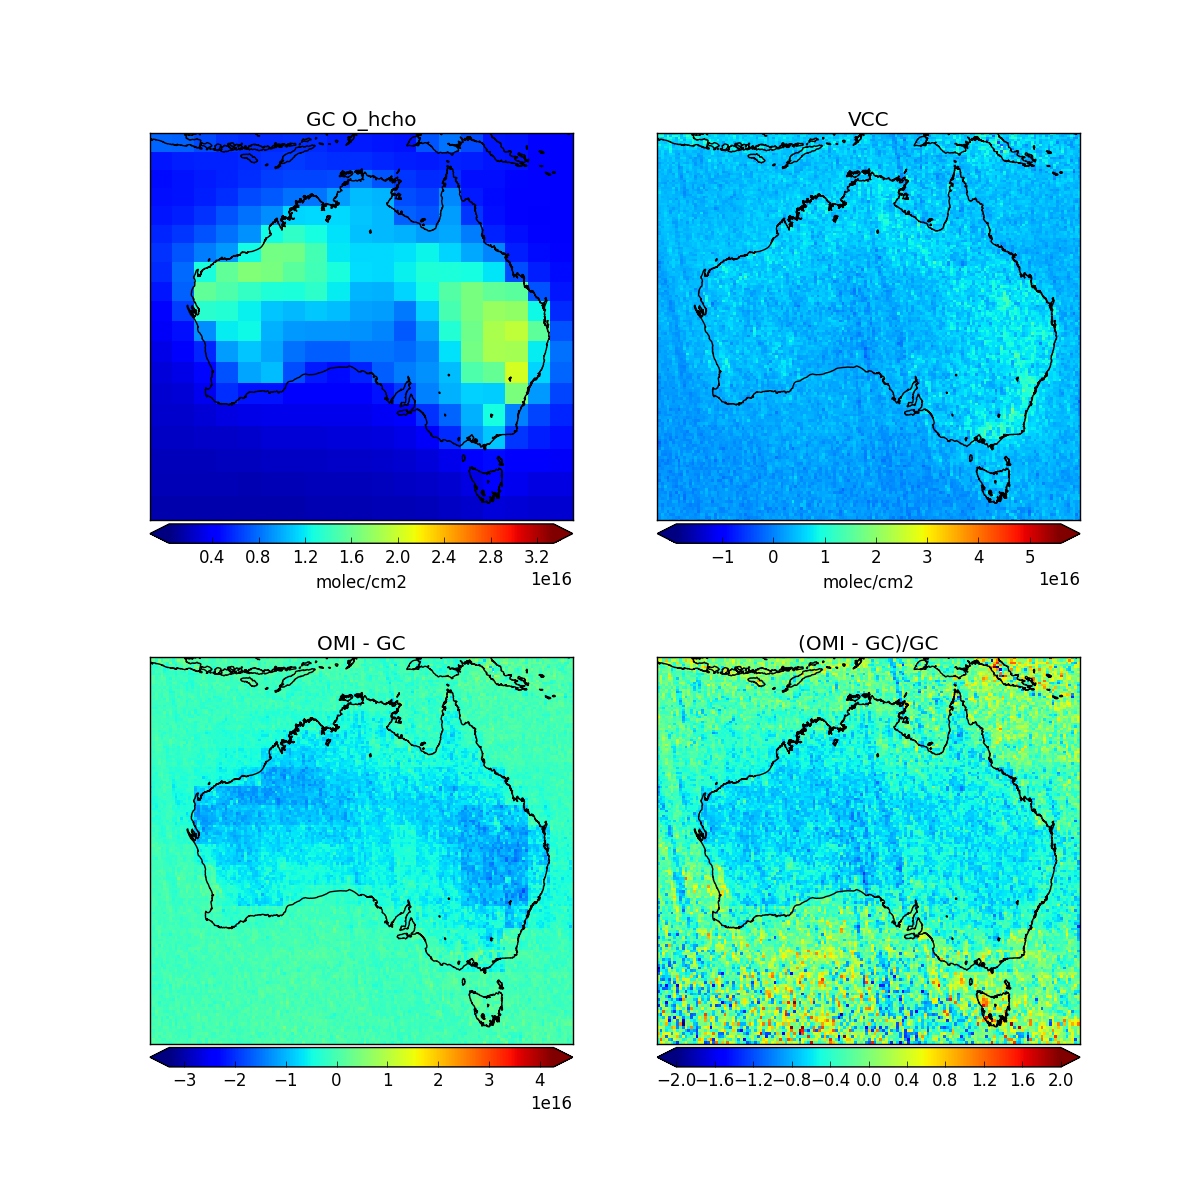 GC O_hcho
VCC
0.4 0.8 1.2 1.6 2.0 2.4 2.8 3.2
1e16
molec/cm2
−1 0 1 2 3 4 5
1e16
molec/cm2
OMI - GC
(OMI - GC)/GC
−3 −2 −1 0 1 2 3 4
1e16
−2.0 −1.6 −1.2 −0.8 −0.4 0.0 0.4 0.8 1.2 1.6 2.0